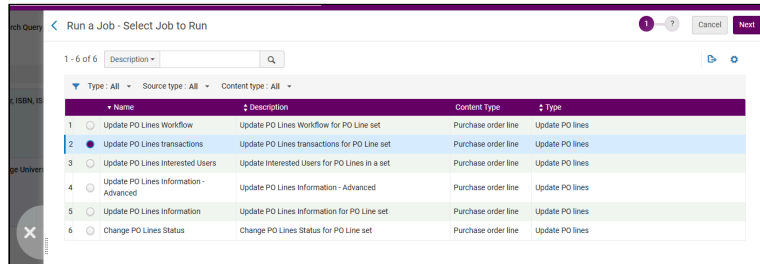 rch Query
Run a Job - Select Job to Run
1
?
Cancel
Next
1 - 6 of 6
Description
Type : All
Source type : All
Content type : All
r, ISBN, IS
Name Description Content Type Type
1 Update PO Lines Workflow Update PO Lines Workflow for PO Line set Purchase order line Update PO lines
2 Update PO Lines transactions Update PO Lines transactions for PO Line set Purchase order line Update PO lines
3 Update PO Lines Interested Users Update Interested Users for PO Lines in a set Purchase order line Update PO lines
ge Univers
4 Update PO Lines Information - Advanced Update PO Lines Information - Advanced Purchase order line Update PO lines
5 Update PO Lines Information Update PO Lines Information for PO Line set Purchase order line Update PO lines
6 Change PO Lines Status Change PO Lines Status for PO Line set Purchase order line Update PO lines